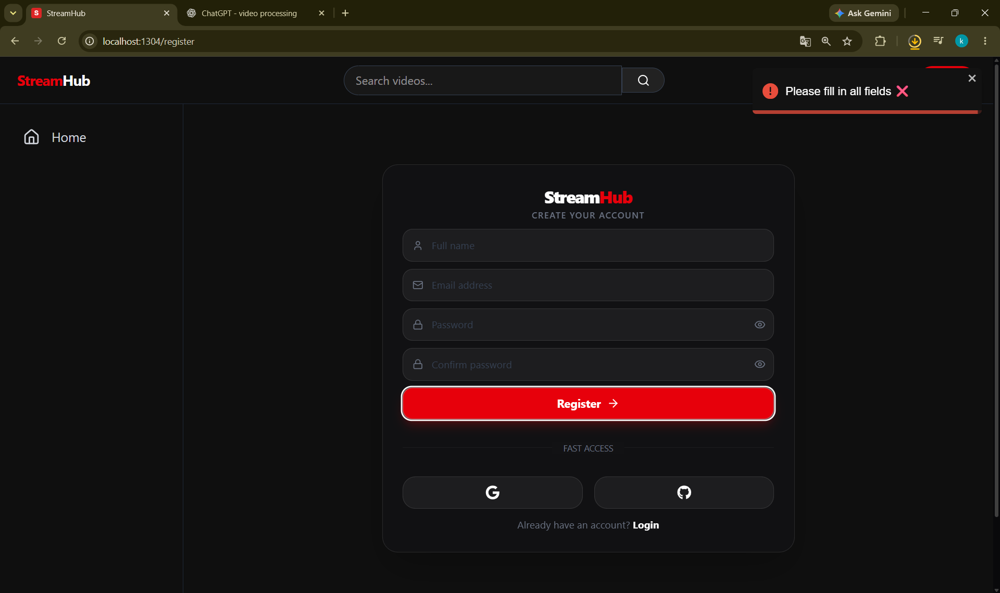 S StreamHub
ChatGPT - video processing
Ask Gemini
localhost:1304/register
k
StreamHub
Search videos...
Please fill in all fields ❌
Home
StreamHub
CREATE YOUR ACCOUNT
Full name
Email address
Password
Confirm password
Register →
FAST ACCESS
G
Already have an account? Login